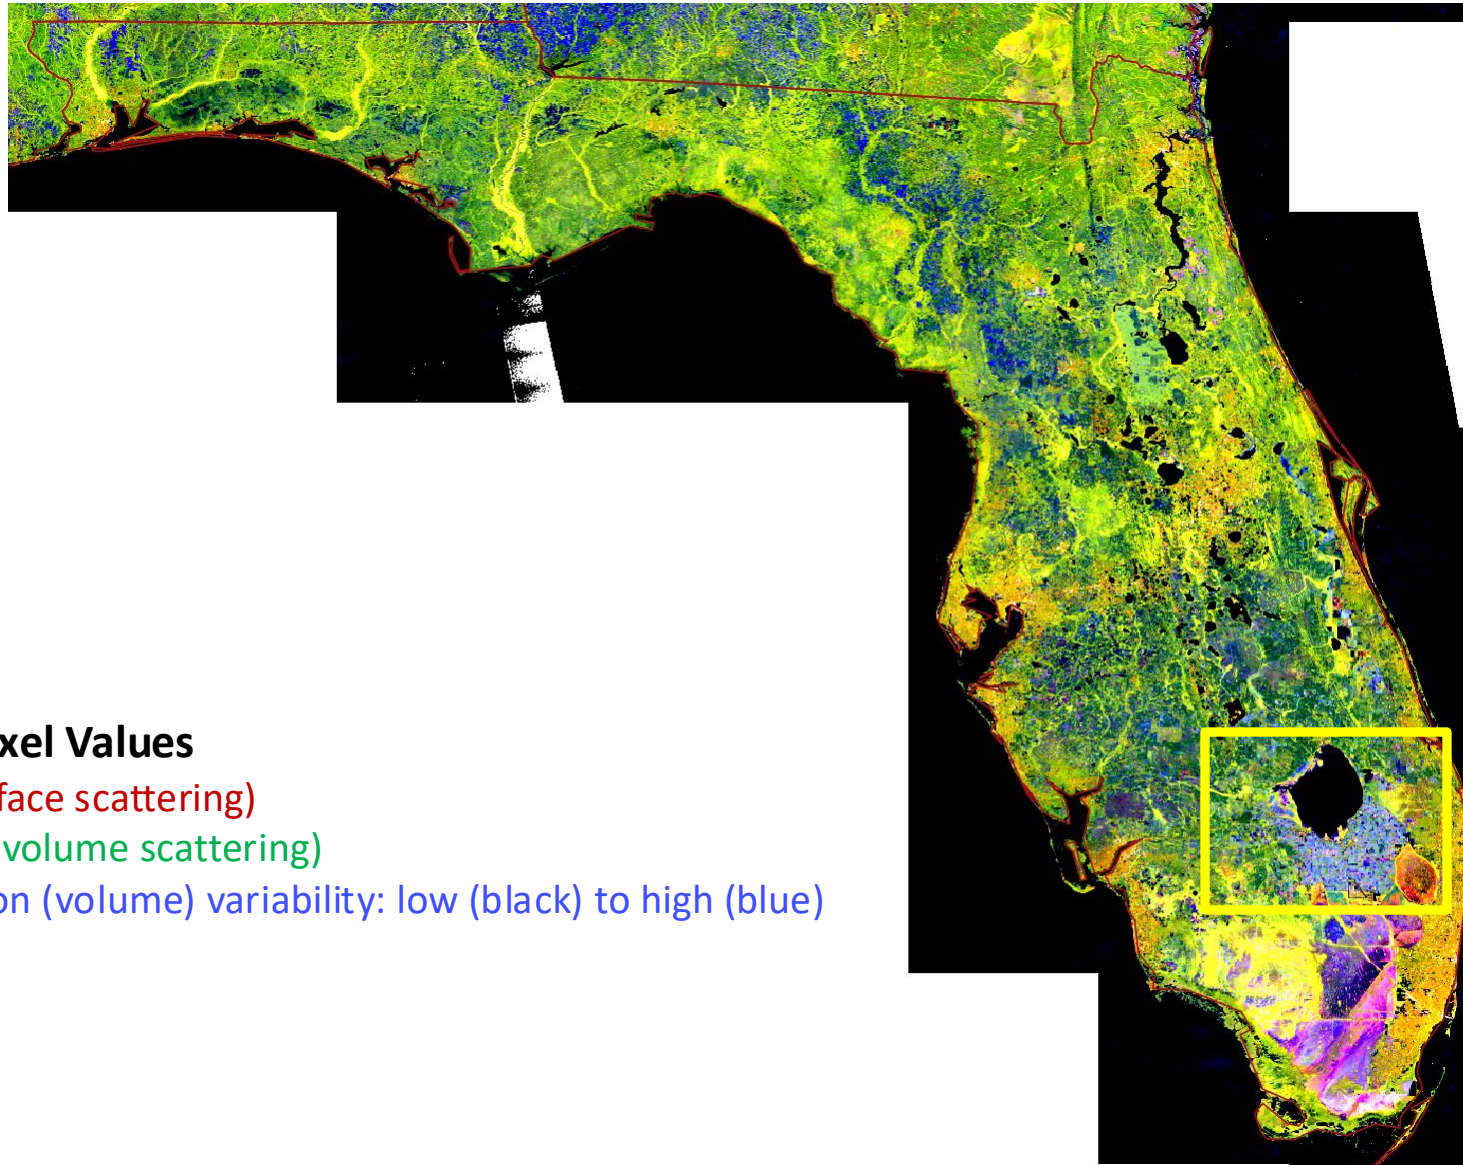 xel Values
face scattering)
volume scattering)
on (volume) variability: low (black) to high (blue)